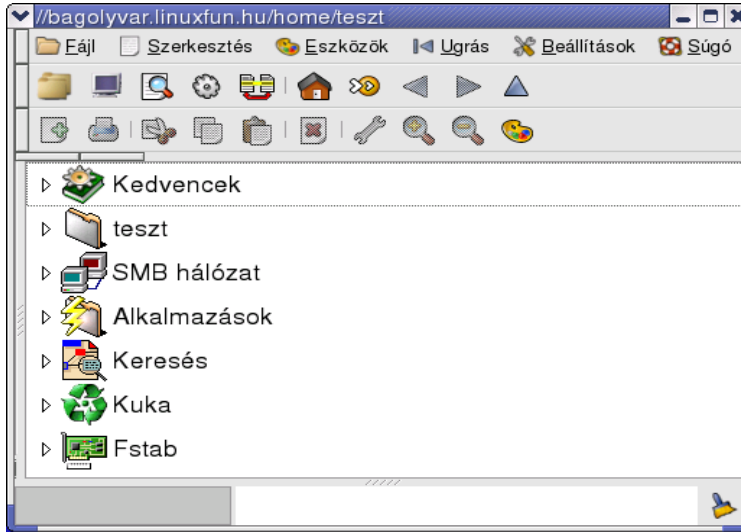 //bagolyvar.linuxfun.hu/home/teszt
Fájl Szerkesztés Eszközök Ugrás Beállítások Súgó
Kedvencek
teszt
SMB hálózat
Alkalmazások
Keresés
Kuka
Fstab